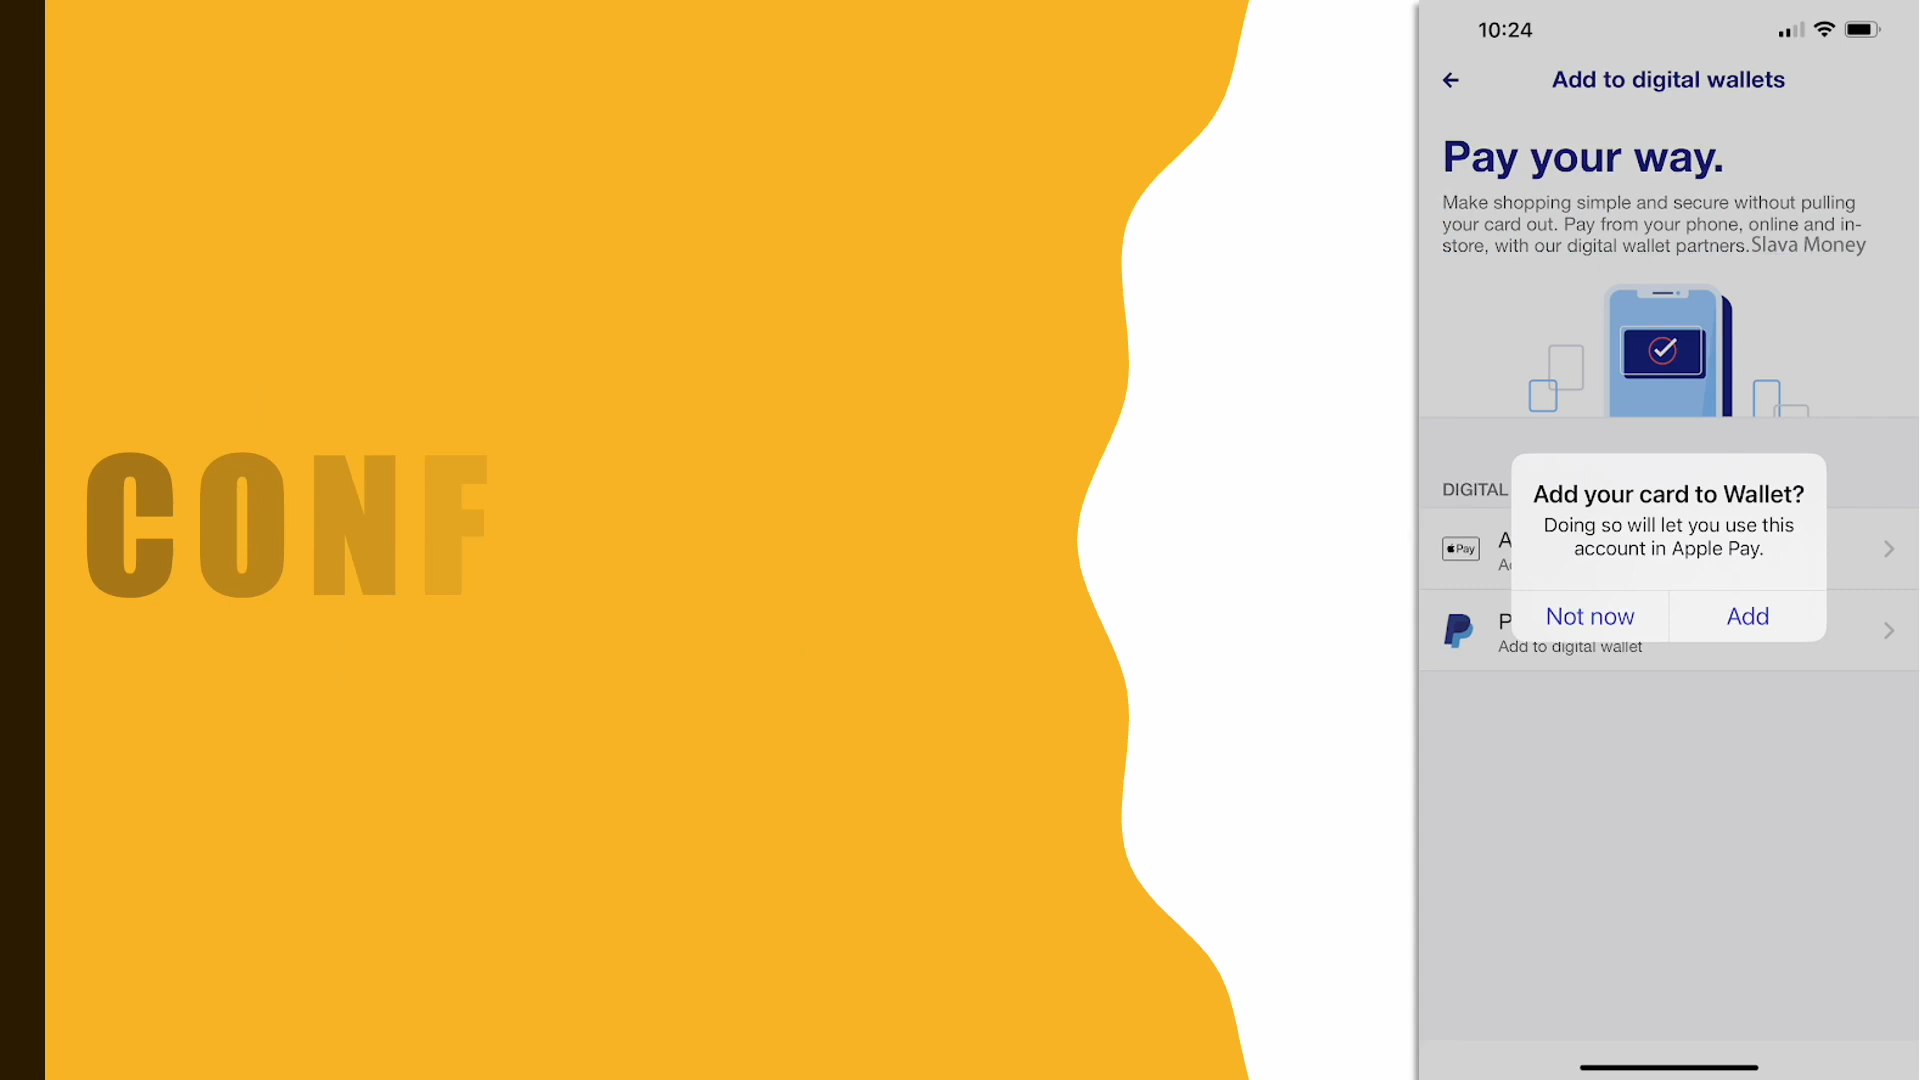 CONF
10:24
Add to digital wallets
Pay your way.
Make shopping simple and secure without pulling
your card out. Pay from your phone, online and in-
store, with our digital wallet partners.Slava Money
DIGITAL
Add your card to Wallet?
Doing so will let you use this
account in Apple Pay.
Pay A
Not now Add
P
Add to digital wallet